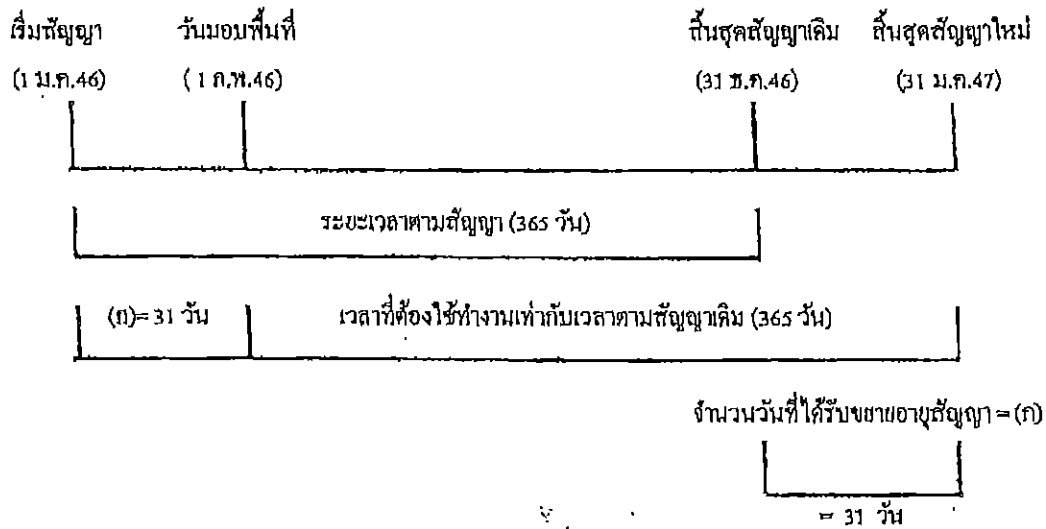 เริ่มสัญญา วันมอบพื้นที่ สิ้นสุดสัญญาเดิม สิ้นสุดสัญญาใหม่
(1 ม.ค.46) ( 1 ก.พ.46) (31 ธ.ค.46) (31 ม.ค.47)
ระยะเวลาตามสัญญา (365 วัน)
(ก)= 31 วัน เวลาที่ต้องใช้ทำงานเท่ากับเวลาตามสัญญาเดิม (365 วัน)
จำนวนวันที่ได้รับขยายอายุสัญญา = (ก)
= 31 วัน